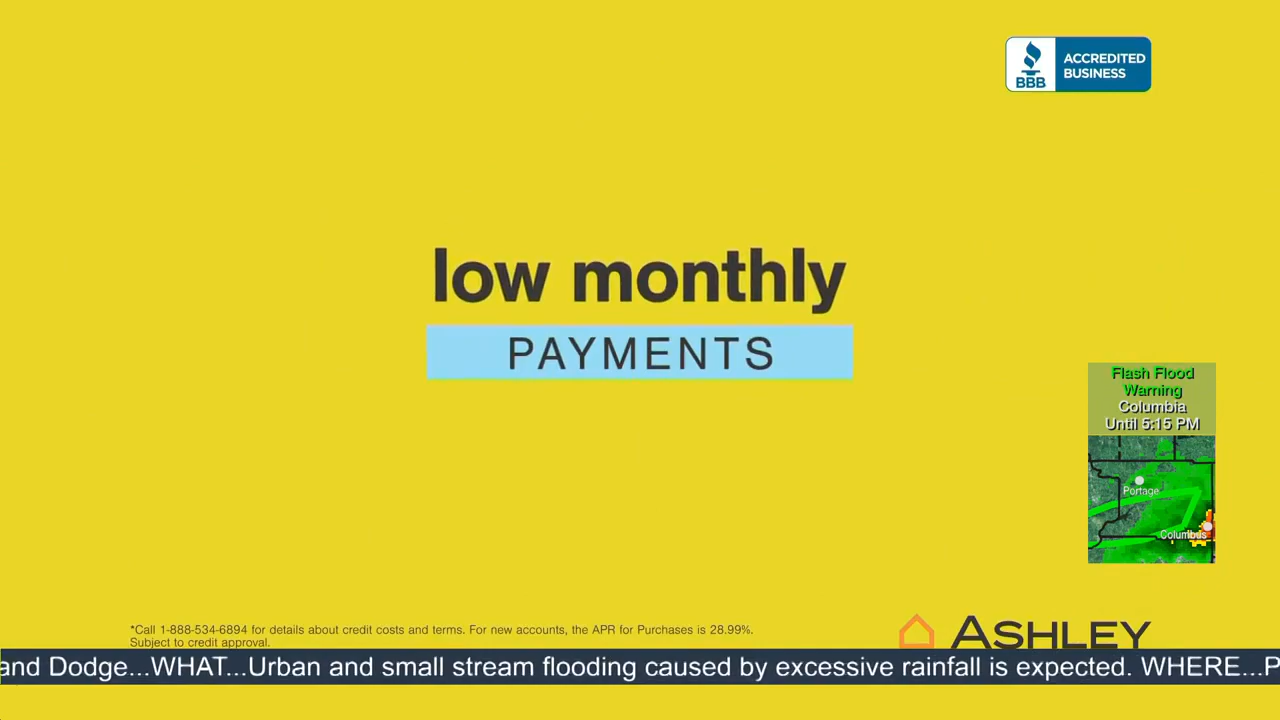 BBB
ACCREDITED
BUSINESS
low monthly
PAYMENTS
Flash Flood
Warning
Columbia
Until 5:15 PM
Portage
Columbus
*Call 1-888-534-6894 for details about credit costs and terms. For new accounts, the APR for Purchases is 28.99%.
Subject to credit approval.
ASHLEY
and Dodge...WHAT...Urban and small stream flooding caused by excessive rainfall is expected. WHERE...P